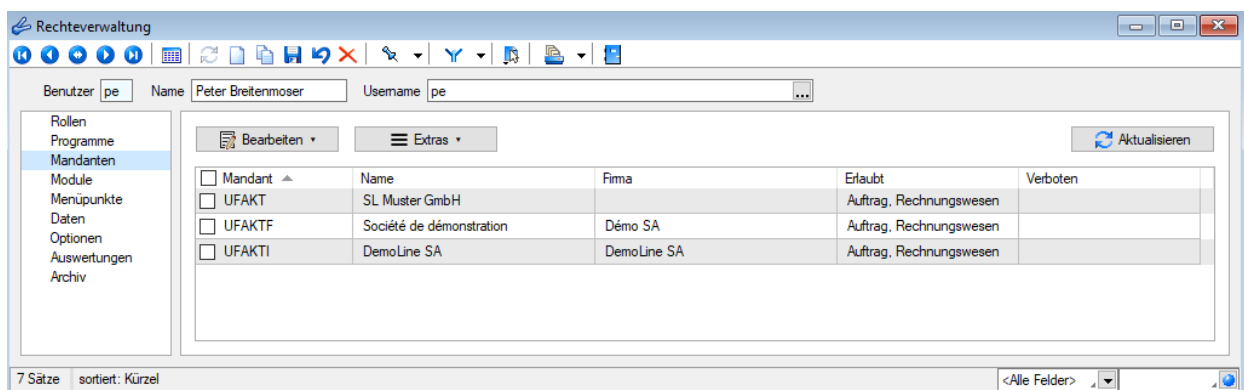 Rechteverwaltung
Benutzer pe Name Peter Breitenmoser Username pe ...
Rollen
Programme
Mandanten
Module
Menüpunkte
Daten
Optionen
Auswertungen
Archiv
Bearbeiten Extras Aktualisieren
Mandant Name Firma Erlaubt Verboten
UFAKT SL Muster GmbH Auftrag, Rechnungswesen
UFAKTF Société de démonstration Démo SA Auftrag, Rechnungswesen
UFAKTI DemoLine SA DemoLine SA Auftrag, Rechnungswesen
7 Sätze sortiert: Kürzel <Alle Felder>